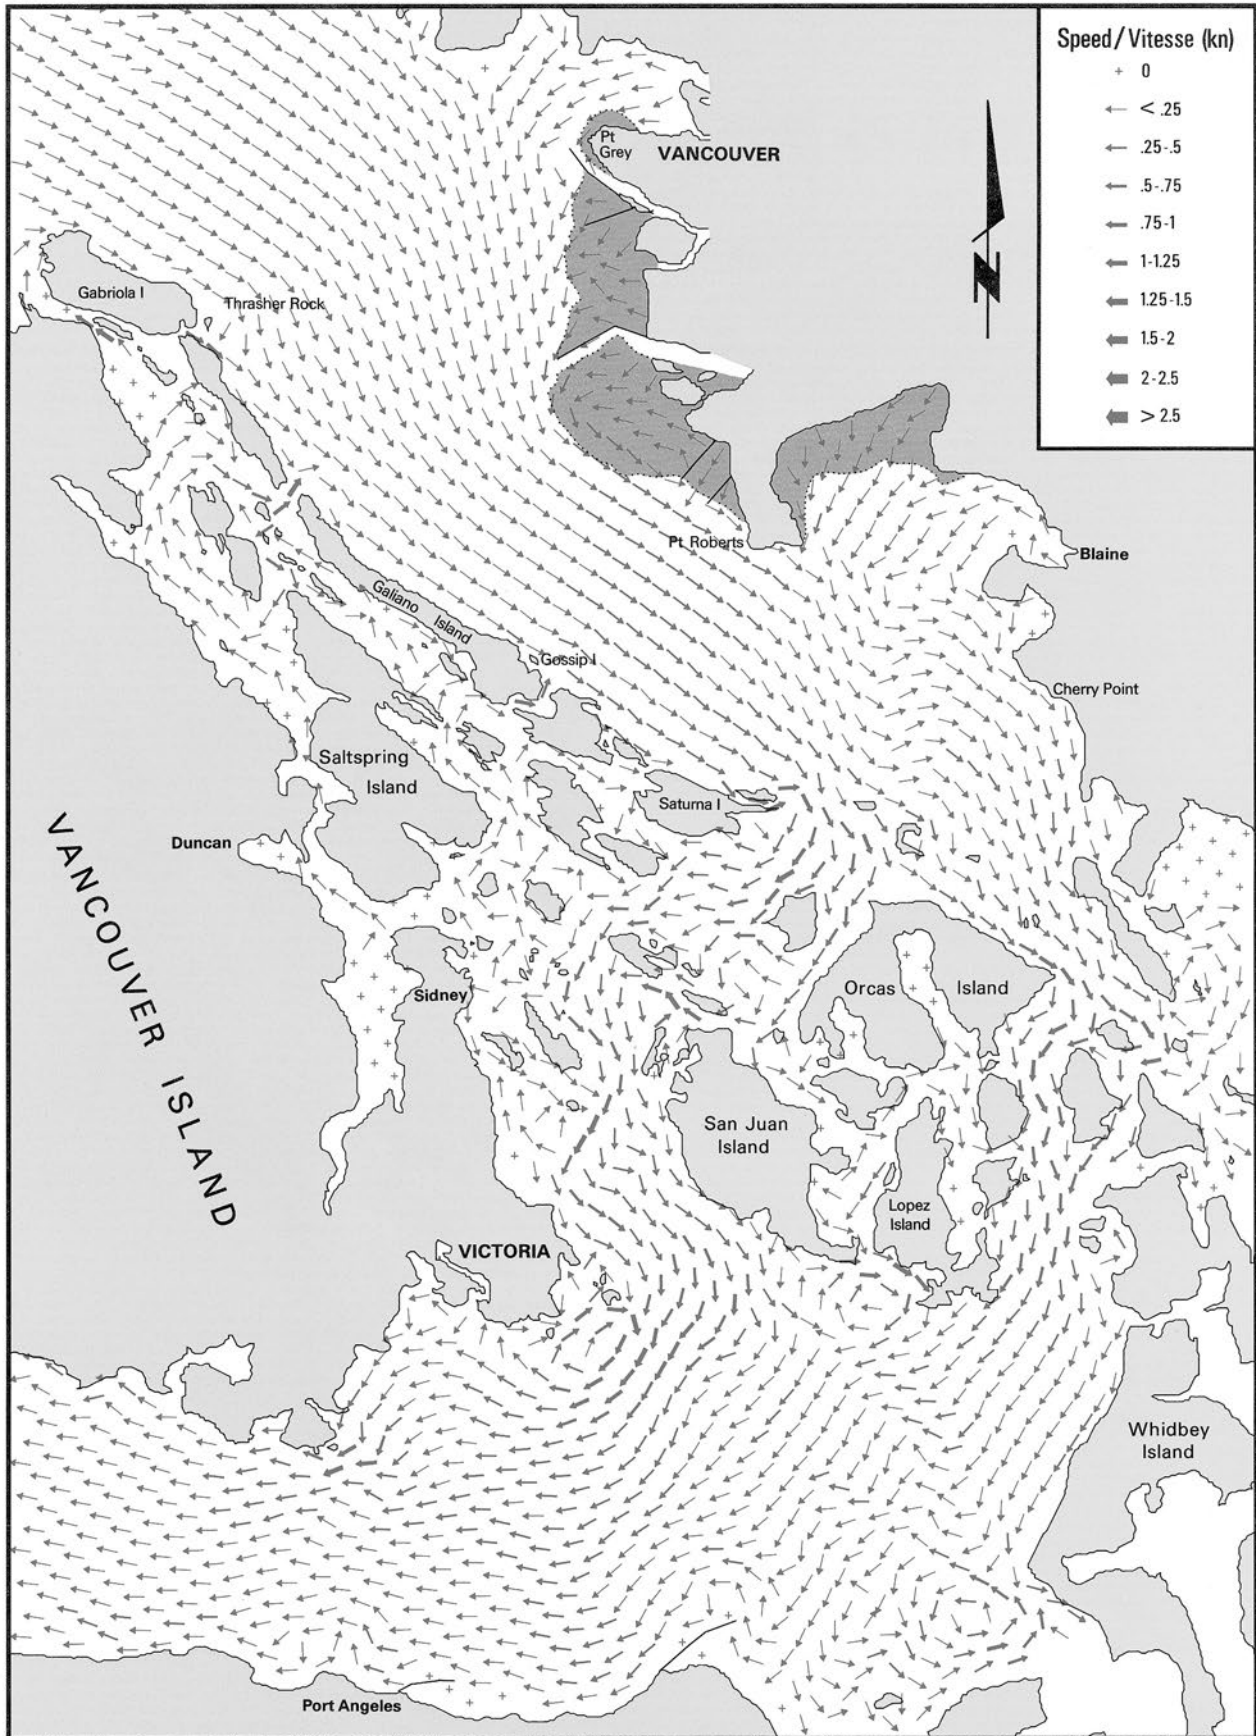 Speed/Vitesse (kn)
+ 0
< .25
.25-.5
.5-.75
.75-1
1-1.25
1.25-1.5
1.5-2
2-2.5
> 2.5
N
Pt
Grey
VANCOUVER
Gabriola I
Thrasher Rock
Pt Roberts
Blaine
Galiano
Island
Gossip I
Cherry Point
Saltspring
Island
Saturna I
Duncan
VANCOUVER ISLAND
Sidney
Orcas Island
San Juan
Island
Lopez
Island
VICTORIA
Whidbey
Island
Port Angeles